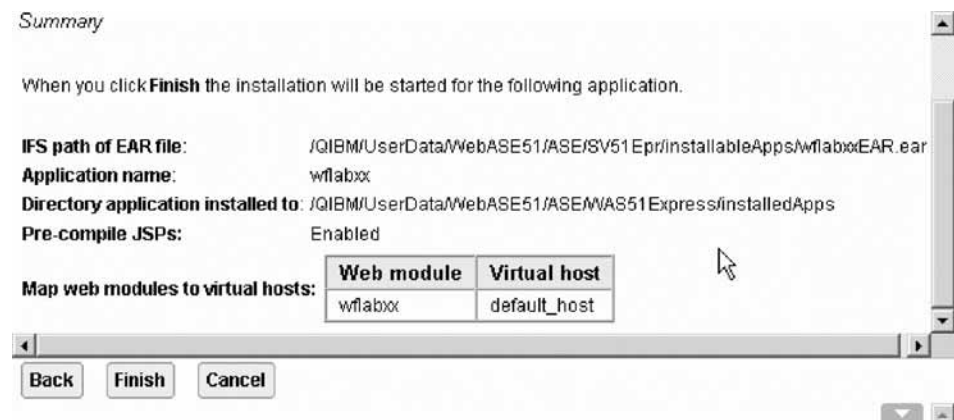 Summary
When you click Finish the installation will be started for the following application.
IFS path of EAR file: /QIBM/UserData/WebASE51/ASE/SV51Epr/installableApps/wflabxxEAR.ear
Application name: wflabxx
Directory application installed to: /QIBM/UserData/WebASE51/ASE/WAS51Express/installedApps
Pre-compile JSPs: Enabled
Map web modules to virtual hosts:
Web module Virtual host
wflabxx default_host
Back Finish Cancel